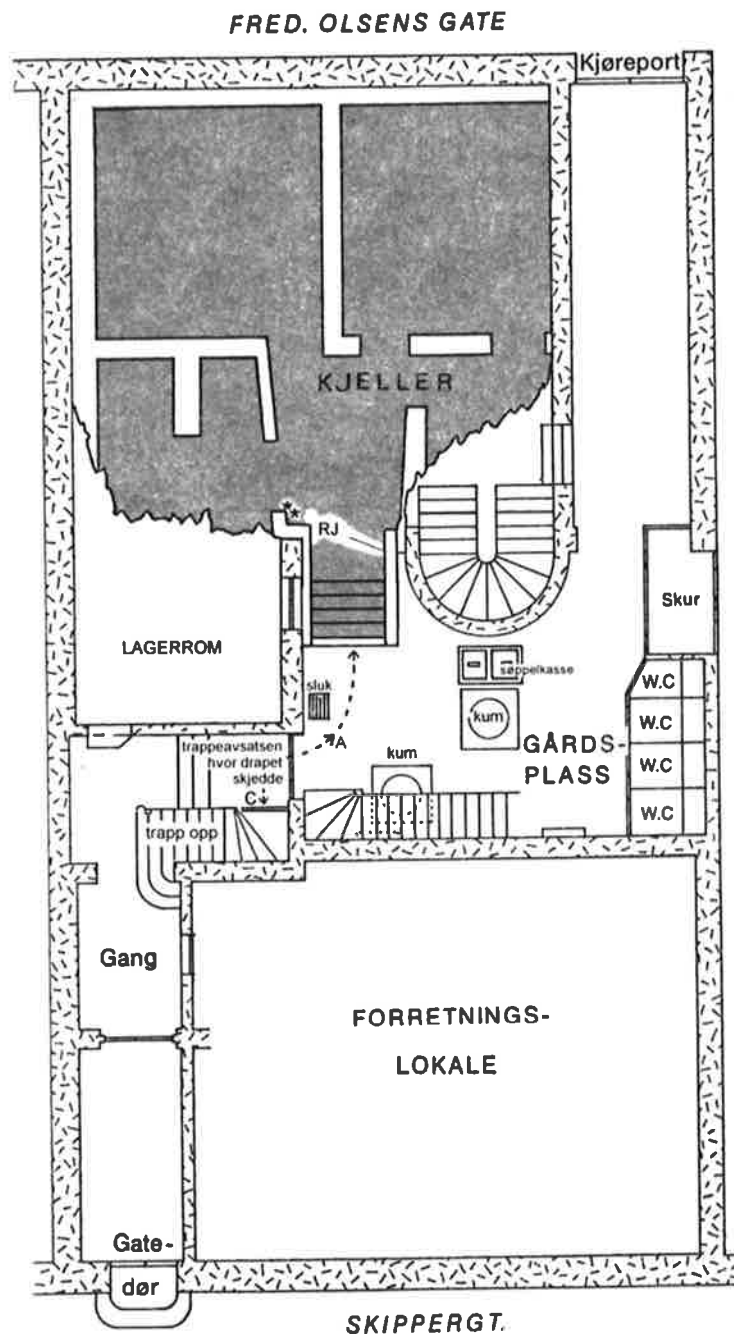 FRED. OLSENS GATE
Kjøreport
KJELLER
RJ
Skur
LAGERROM
søppelkasse
W.C
sluk
kum
W.C
trappeavsatsen
hvor drapet
skjedde
A
kum
GÅRDS-
PLASS
W.C
C
trapp opp
W.C
Gang
FORRETNINGS-
LOKALE
Gate-
dør
SKIPPERGT.